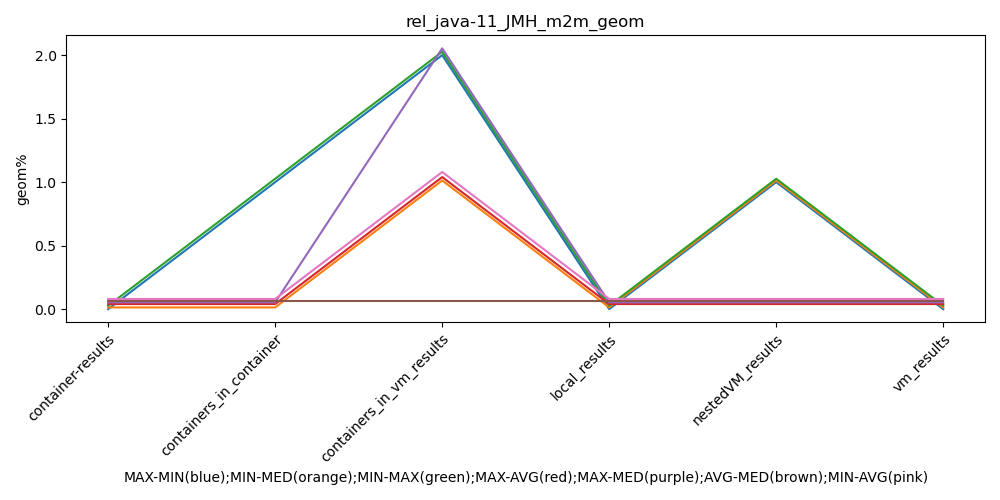 rel_java-11_JMH_m2m_geom
2.0
1.5
1.0
0.5
0.0
geom%
container-results
containers_in_container
containers_in_vm_results
local_results
nestedVM_results
vm_results
MAX-MIN(blue);MIN-MED(orange);MIN-MAX(green);MAX-AVG(red);MAX-MED(purple);AVG-MED(brown);MIN-AVG(pink)